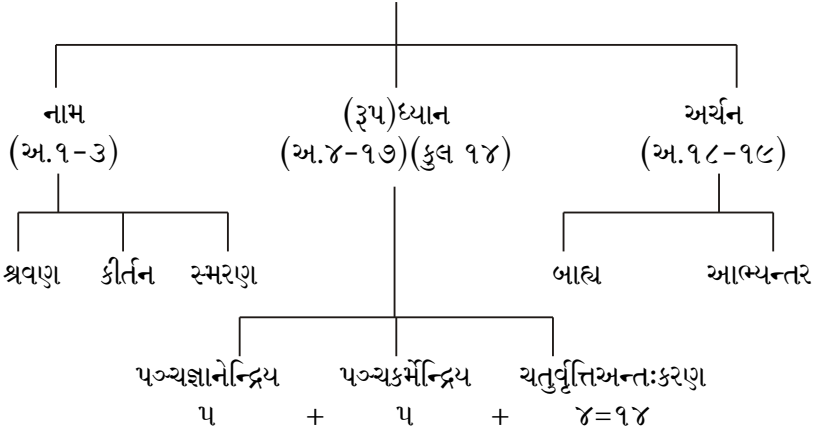 નામ (રૂપ)ધ્યાન અર્ચન
(અ.૧-૩) (અ.૪-૧૭)(કુલ ૧૪) (અ.૧૮-૧૯)
શ્રવણ કીર્તન સ્મરણ બાહ્ય આભ્યન્તર
પઞ્ચજ્ઞાનેન્દ્રિય પઞ્ચકર્મેન્દ્રિય ચતુર્વૃત્તિઅન્તઃકરણ
૫ + ૫ + ૪=૧૪